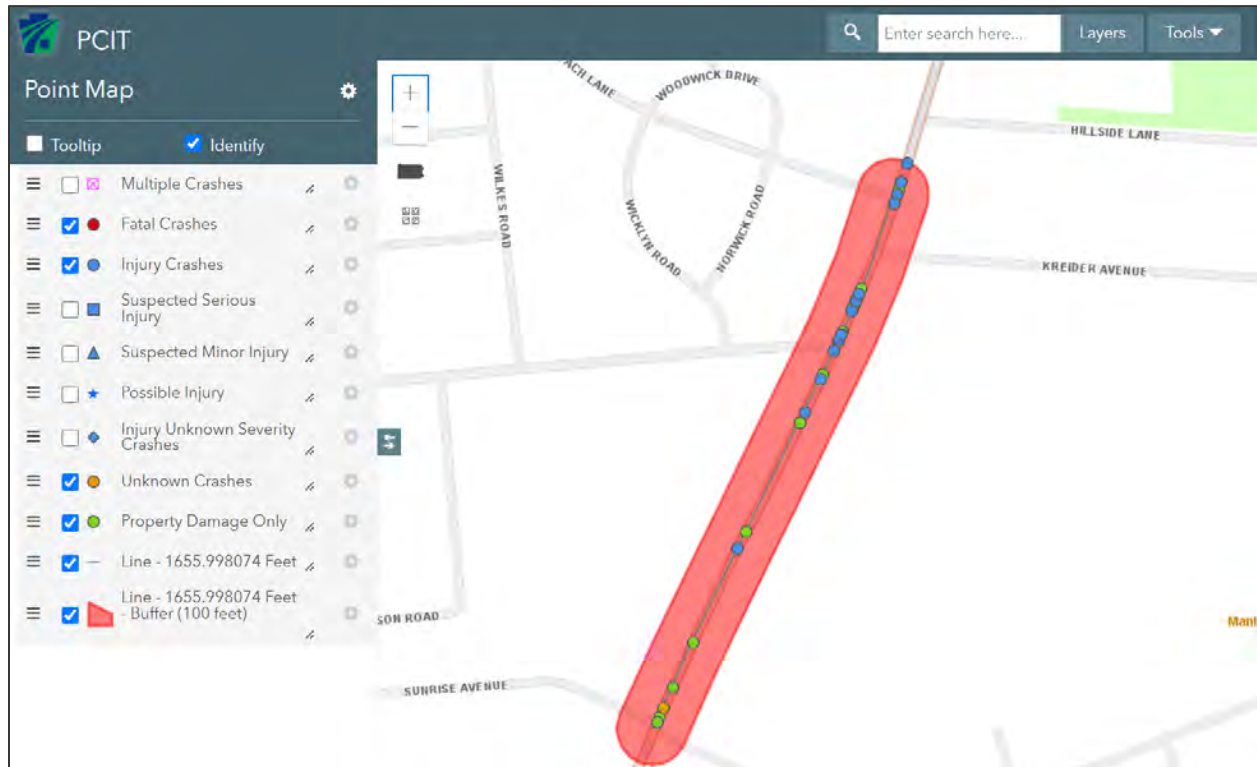 PCIT
Enter search here...
Layers
Tools
Point Map
Tooltip
Identify
Multiple Crashes
Fatal Crashes
Injury Crashes
Suspected Serious
Injury
Suspected Minor Injury
Possible Injury
Injury Unknown Severity
Crashes
Unknown Crashes
Property Damage Only
Line - 1655.998074 Feet
Line - 1655.998074 Feet
- Buffer (100 feet)
+
−
ACH LANE
WOODWICK DRIVE
HILLSIDE LANE
WILKES ROAD
WICKLYN ROAD
NORWICK ROAD
KREIDER AVENUE
SON ROAD
SUNRISE AVENUE
Manh